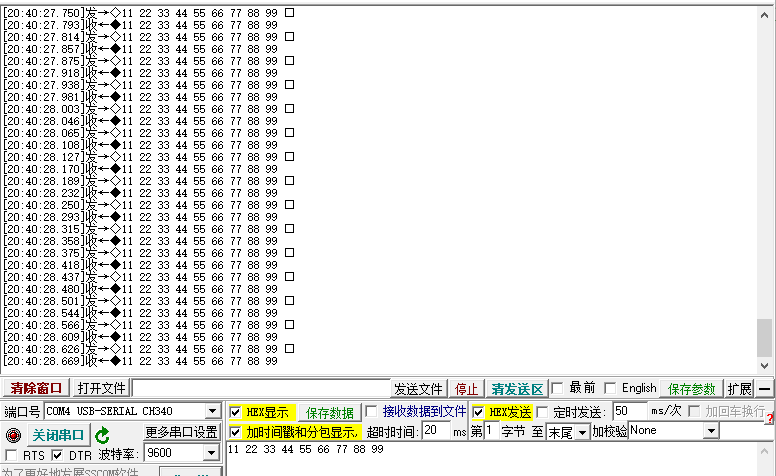 [20:40:27.750]发→◇11 22 33 44 55 66 77 88 99 □
[20:40:27.793]收←◆11 22 33 44 55 66 77 88 99
[20:40:27.814]发→◇11 22 33 44 55 66 77 88 99 □
[20:40:27.857]收←◆11 22 33 44 55 66 77 88 99
[20:40:27.875]发→◇11 22 33 44 55 66 77 88 99 □
[20:40:27.918]收←◆11 22 33 44 55 66 77 88 99
[20:40:27.938]发→◇11 22 33 44 55 66 77 88 99 □
[20:40:27.981]收←◆11 22 33 44 55 66 77 88 99
[20:40:28.003]发→◇11 22 33 44 55 66 77 88 99 □
[20:40:28.046]收←◆11 22 33 44 55 66 77 88 99
[20:40:28.065]发→◇11 22 33 44 55 66 77 88 99 □
[20:40:28.108]收←◆11 22 33 44 55 66 77 88 99
[20:40:28.127]发→◇11 22 33 44 55 66 77 88 99 □
[20:40:28.170]收←◆11 22 33 44 55 66 77 88 99
[20:40:28.189]发→◇11 22 33 44 55 66 77 88 99 □
[20:40:28.232]收←◆11 22 33 44 55 66 77 88 99
[20:40:28.250]发→◇11 22 33 44 55 66 77 88 99 □
[20:40:28.293]收←◆11 22 33 44 55 66 77 88 99
[20:40:28.315]发→◇11 22 33 44 55 66 77 88 99 □
[20:40:28.358]收←◆11 22 33 44 55 66 77 88 99
[20:40:28.375]发→◇11 22 33 44 55 66 77 88 99 □
[20:40:28.418]收←◆11 22 33 44 55 66 77 88 99
[20:40:28.437]发→◇11 22 33 44 55 66 77 88 99 □
[20:40:28.480]收←◆11 22 33 44 55 66 77 88 99
[20:40:28.501]发→◇11 22 33 44 55 66 77 88 99 □
[20:40:28.544]收←◆11 22 33 44 55 66 77 88 99
[20:40:28.566]发→◇11 22 33 44 55 66 77 88 99 □
[20:40:28.609]收←◆11 22 33 44 55 66 77 88 99
[20:40:28.626]发→◇11 22 33 44 55 66 77 88 99 □
[20:40:28.669]收←◆11 22 33 44 55 66 77 88 99
清除窗口 打开文件 发送文件 停止 清发送区 最前 English 保存参数 扩展 —
端口号 COM4 USB-SERIAL CH340 HEX显示 保存数据 接收数据到文件 HEX发送 定时发送: 50 ms/次 加回车换行 ?
关闭串口 更多串口设置 加时间戳和分包显示, 超时时间: 20 ms 第 1 字节 至 末尾 加校验 None
RTS DTR 波特率: 9600 11 22 33 44 55 66 77 88 99
为了更好地发展SSCOM软件